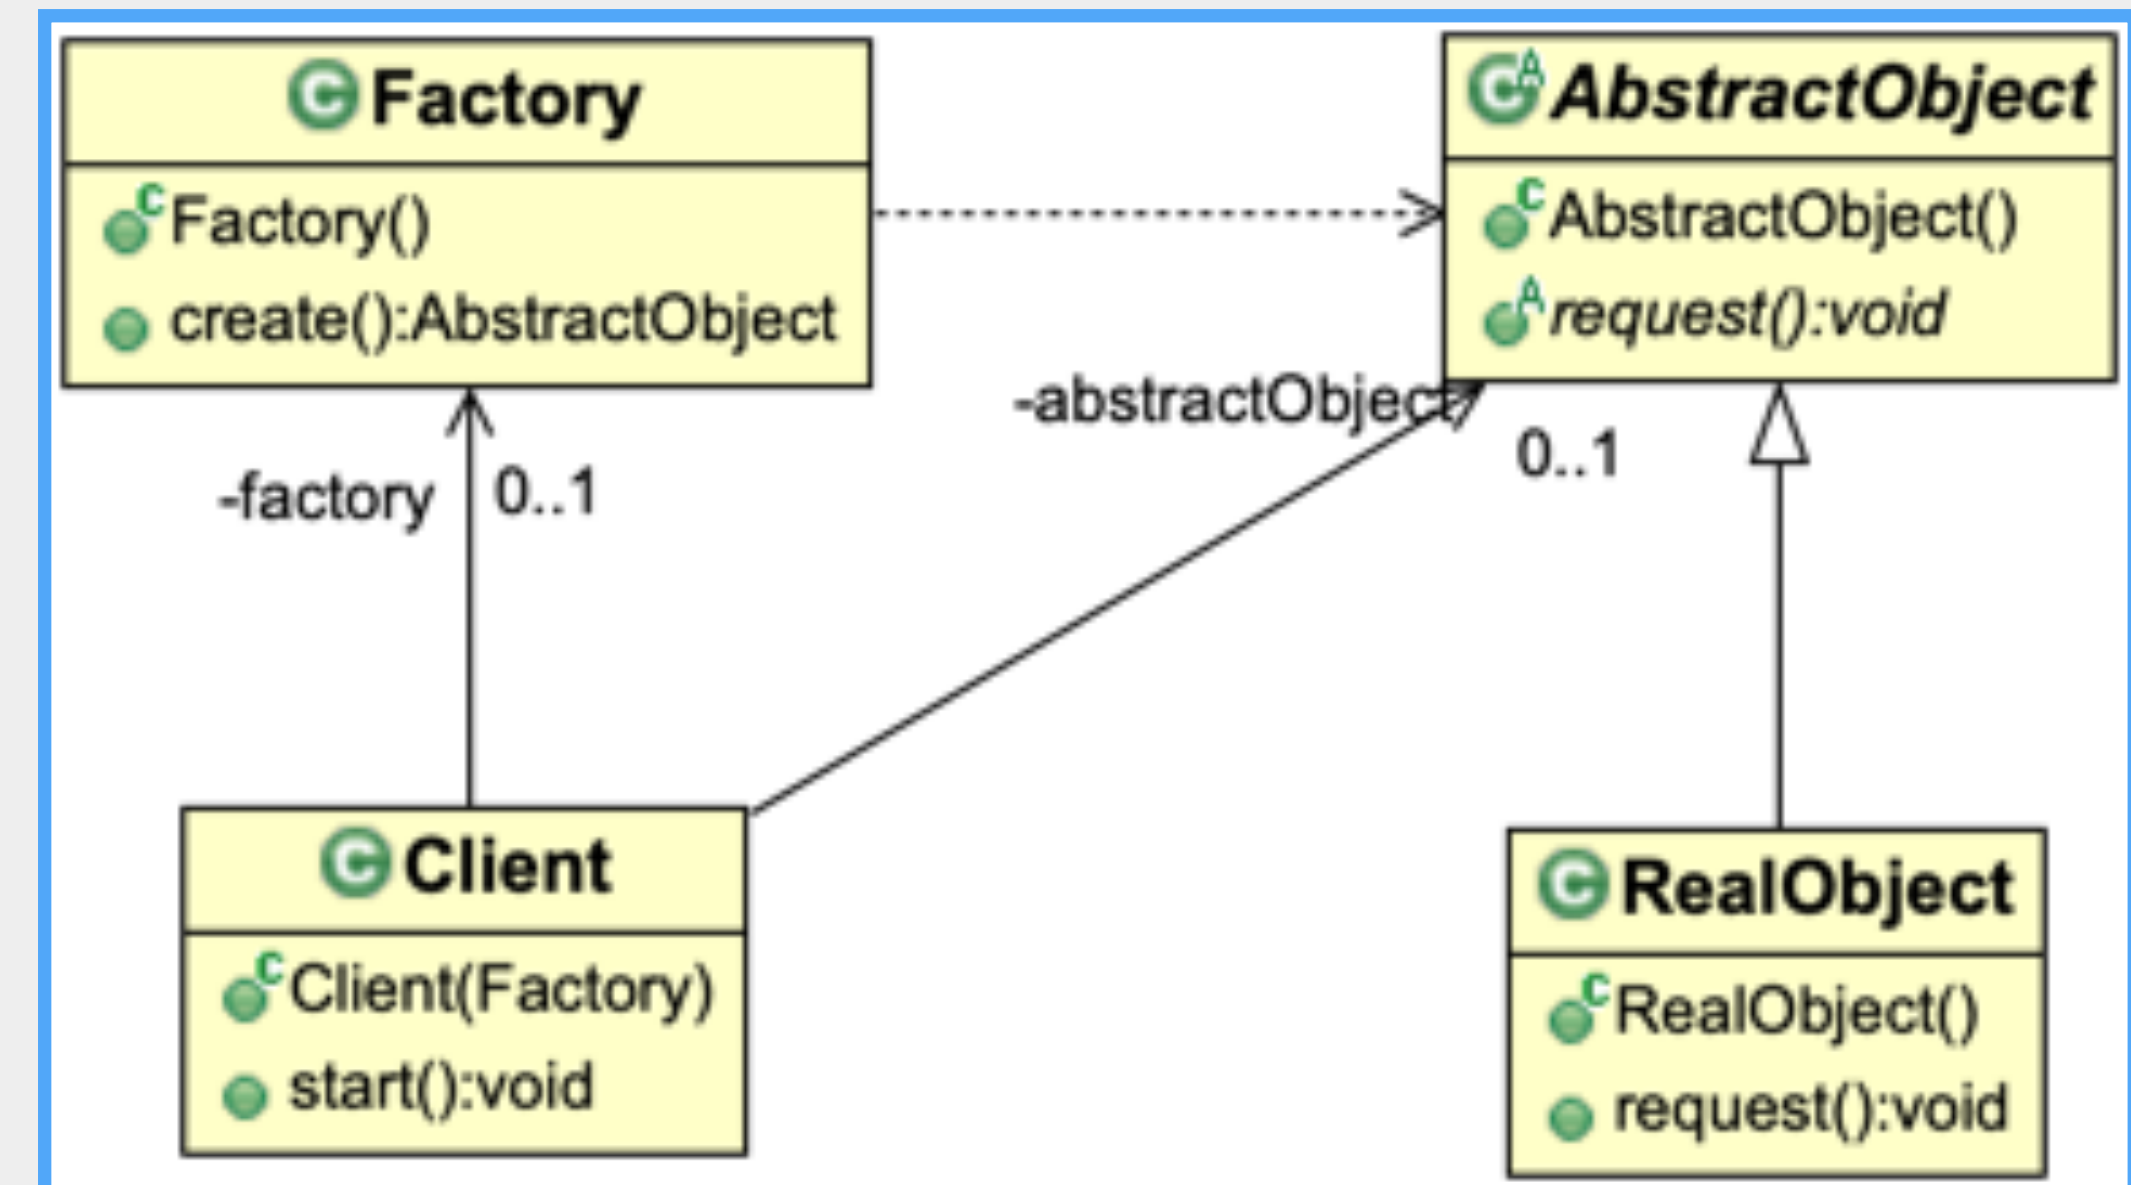 Factory
Factory()
create():AbstractObject
AbstractObject
AbstractObject()
request():void
-abstractObject
0..1
-factory
0..1
Client
Client(Factory)
start():void
RealObject
RealObject()
request():void